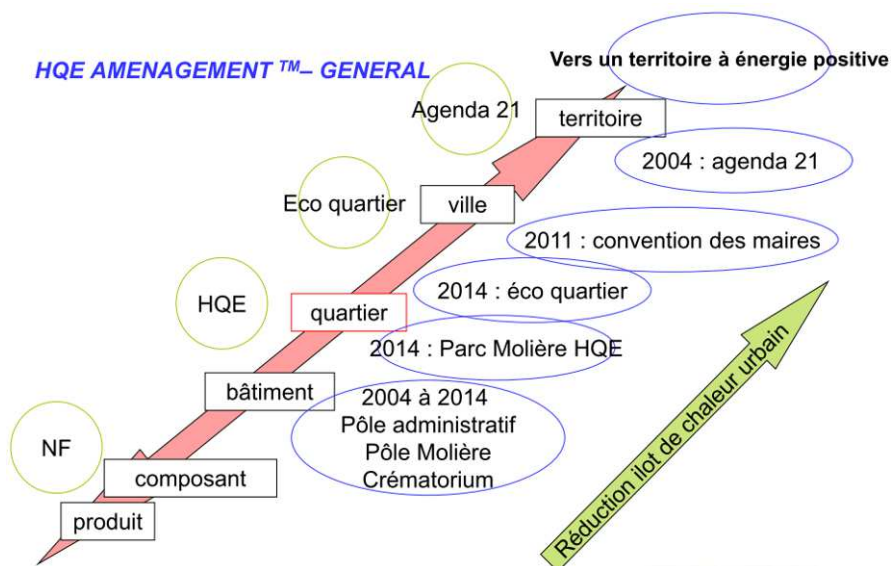 HQE AMENAGEMENT ™– GENERAL
Vers un territoire à énergie positive
Agenda 21
territoire
2004 : agenda 21
Eco quartier
ville
2011 : convention des maires
HQE
2014 : éco quartier
quartier
2014 : Parc Molière HQE
bâtiment
2004 à 2014
Pôle administratif
Pôle Molière
Crématorium
NF
composant
produit
Réduction ilot de chaleur urbain